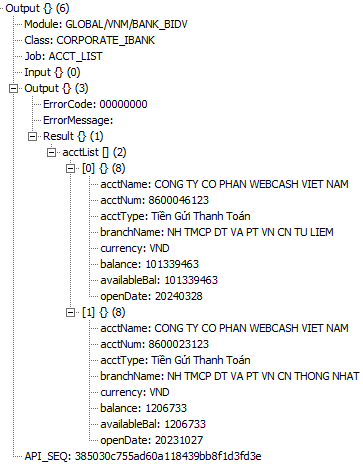 Output {} (6)
Module: GLOBAL/VNM/BANK_BIDV
Class: CORPORATE_IBANK
Job: ACCT_LIST
Input {} (0)
Output {} (3)
ErrorCode: 00000000
ErrorMessage:
Result {} (1)
acctList [] (2)
[0] {} (8)
acctName: CONG TY CO PHAN WEBCASH VIET NAM
acctNum: 8600046123
acctType: Tiền Gửi Thanh Toán
branchName: NH TMCP DT VA PT VN CN TU LIEM
currency: VND
balance: 101339463
availableBal: 101339463
openDate: 20240328
[1] {} (8)
acctName: CONG TY CO PHAN WEBCASH VIET NAM
acctNum: 8600023123
acctType: Tiền Gửi Thanh Toán
branchName: NH TMCP DT VA PT VN CN THONG NHAT
currency: VND
balance: 1206733
availableBal: 1206733
openDate: 20231027
API_SEQ: 385030c755ad60a118439bb8f1d3fd3e